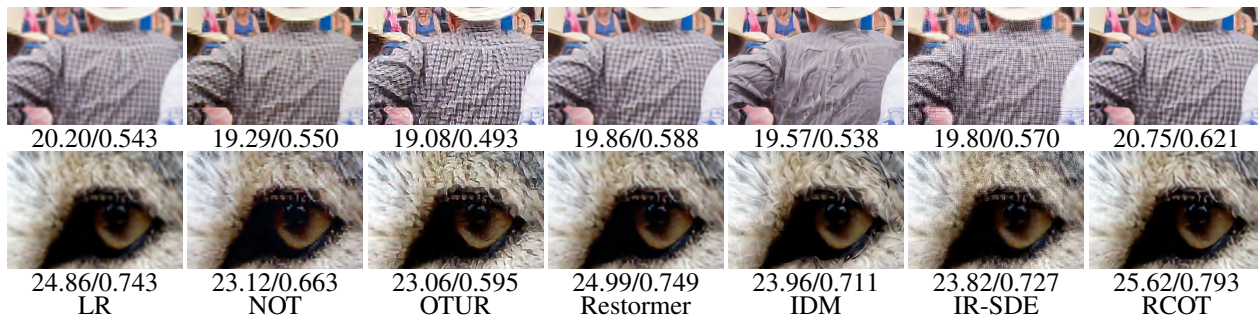 20.20/0.543 19.29/0.550 19.08/0.493 19.86/0.588 19.57/0.538 19.80/0.570 20.75/0.621
24.86/0.743 23.12/0.663 23.06/0.595 24.99/0.749 23.96/0.711 23.82/0.727 25.62/0.793
LR NOT OTUR Restormer IDM IR-SDE RCOT